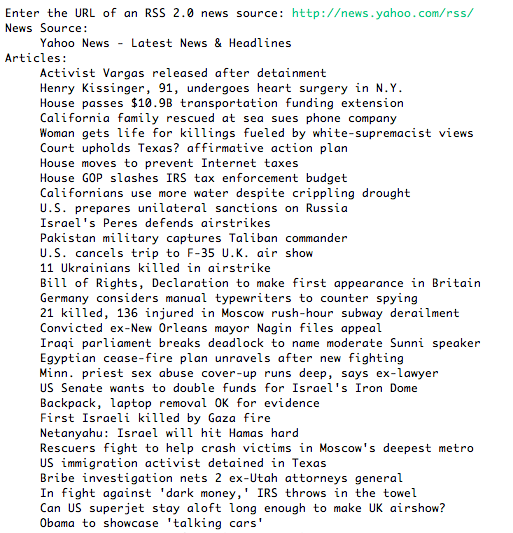 Enter the URL of an RSS 2.0 news source: http://news.yahoo.com/rss/
News Source:
Yahoo News - Latest News & Headlines
Articles:
Activist Vargas released after detainment
Henry Kissinger, 91, undergoes heart surgery in N.Y.
House passes $10.9B transportation funding extension
California family rescued at sea sues phone company
Woman gets life for killings fueled by white-supremacist views
Court upholds Texas? affirmative action plan
House moves to prevent Internet taxes
House GOP slashes IRS tax enforcement budget
Californians use more water despite crippling drought
U.S. prepares unilateral sanctions on Russia
Israel's Peres defends airstrikes
Pakistan military captures Taliban commander
U.S. cancels trip to F-35 U.K. air show
11 Ukrainians killed in airstrike
Bill of Rights, Declaration to make first appearance in Britain
Germany considers manual typewriters to counter spying
21 killed, 136 injured in Moscow rush-hour subway derailment
Convicted ex-New Orleans mayor Nagin files appeal
Iraqi parliament breaks deadlock to name moderate Sunni speaker
Egyptian cease-fire plan unravels after new fighting
Minn. priest sex abuse cover-up runs deep, says ex-lawyer
US Senate wants to double funds for Israel's Iron Dome
Backpack, laptop removal OK for evidence
First Israeli killed by Gaza fire
Netanyahu: Israel will hit Hamas hard
Rescuers fight to help crash victims in Moscow's deepest metro
US immigration activist detained in Texas
Bribe investigation nets 2 ex-Utah attorneys general
In fight against 'dark money,' IRS throws in the towel
Can US superjet stay aloft long enough to make UK airshow?
Obama to showcase 'talking cars'